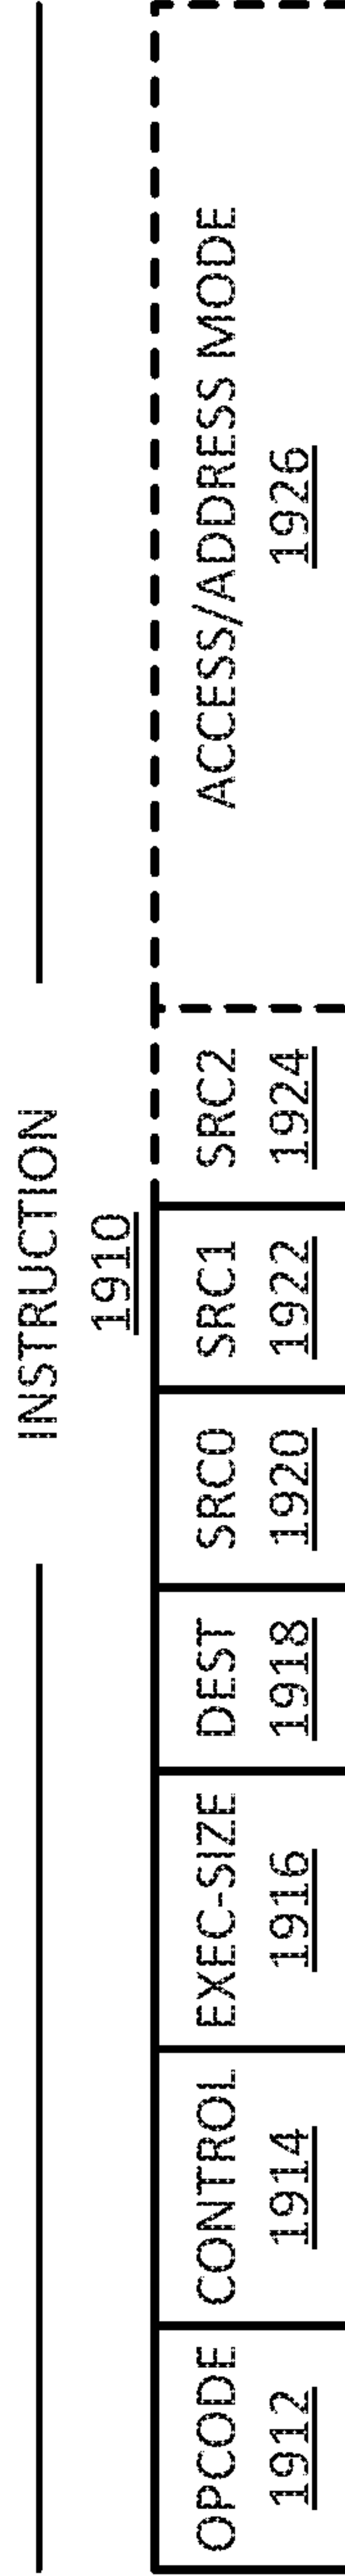 INSTRUCTION
1910
OPCODE CONTROL EXEC-SIZE DEST SRC0 SRC1 SRC2 ACCESS/ADDRESS MODE
1912 1914 1916 1918 1920 1922 1924 1926